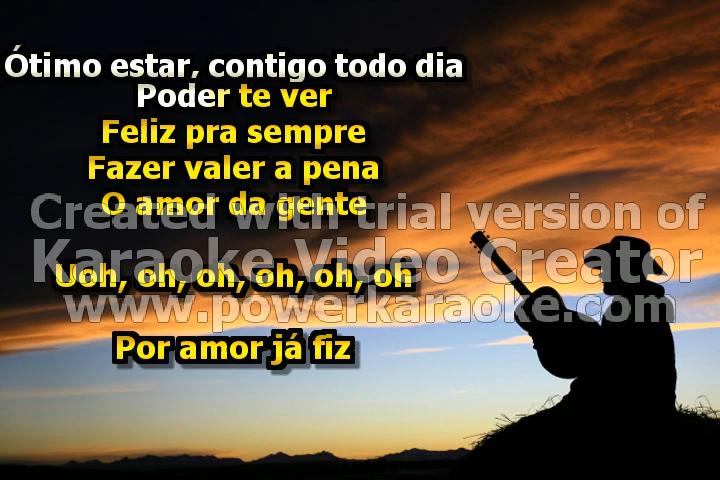 Ótimo estar, contigo todo dia
Poder te ver
Feliz pra sempre
Fazer valer a pena
O amor da gente
Created with trial version of
Karaoke Video Creator
Uoh, oh, oh, oh, oh, oh
www.powerkaraoke.com
Por amor já fiz